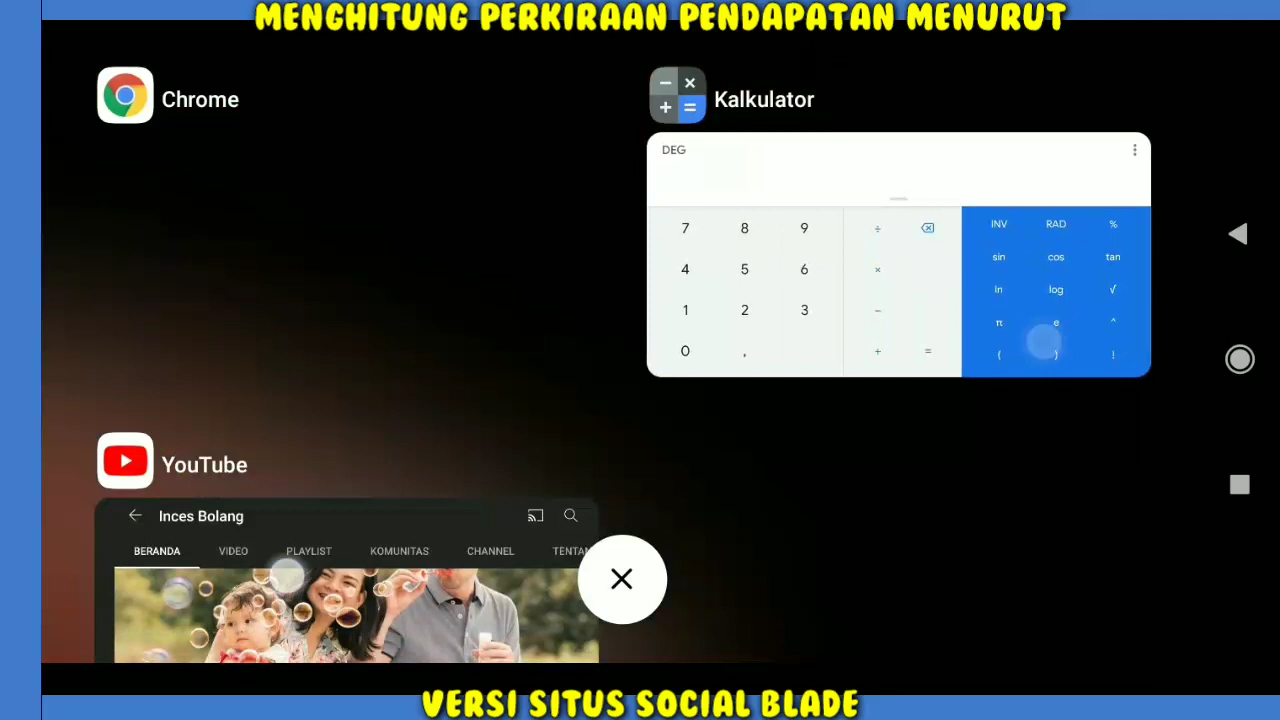 MENGHITUNG PERKIRAAN PENDAPATAN MENURUT
Chrome
Kalkulator
DEG
7 8 9 ÷
4 5 6 ×
1 2 3 −
0 , + =
INV RAD %
sin cos tan
ln log √
π e ^
( ) !
YouTube
Inces Bolang
BERANDA VIDEO PLAYLIST KOMUNITAS CHANNEL TENTAN
VERSI SITUS SOCIAL BLADE